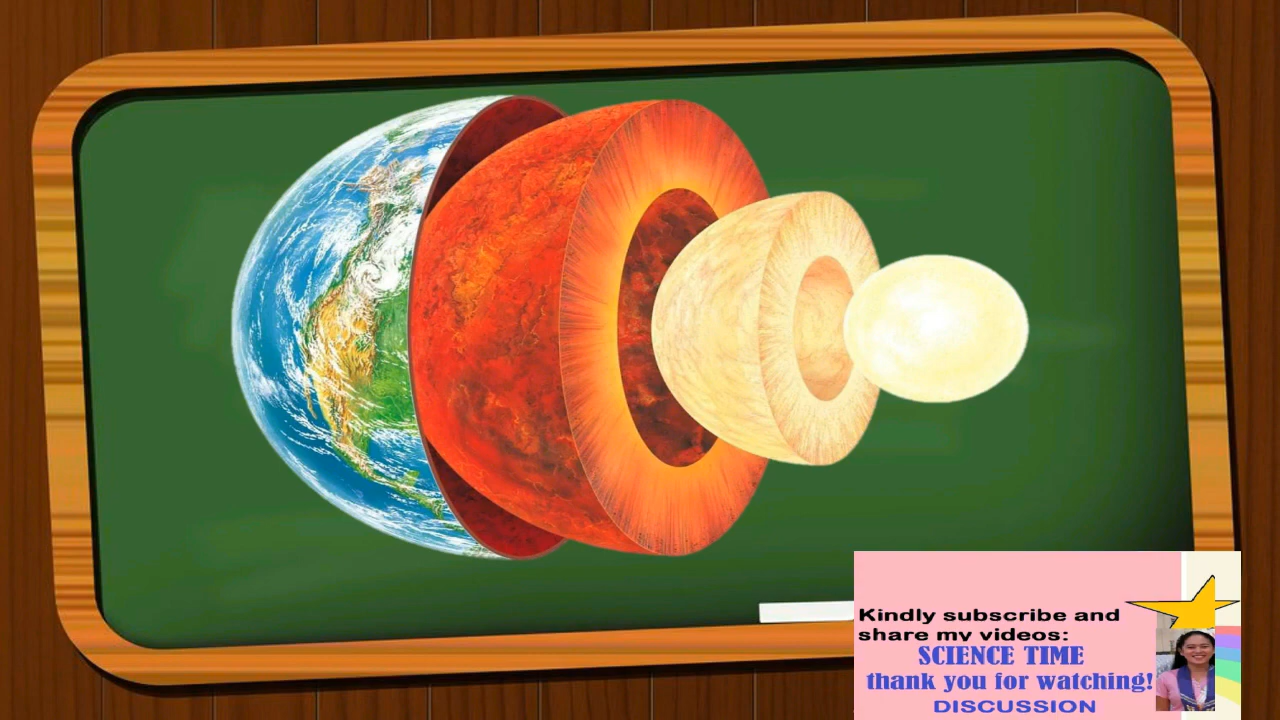 Kindly subscribe and
share my videos:
SCIENCE TIME
thank you for watching!
DISCUSSION